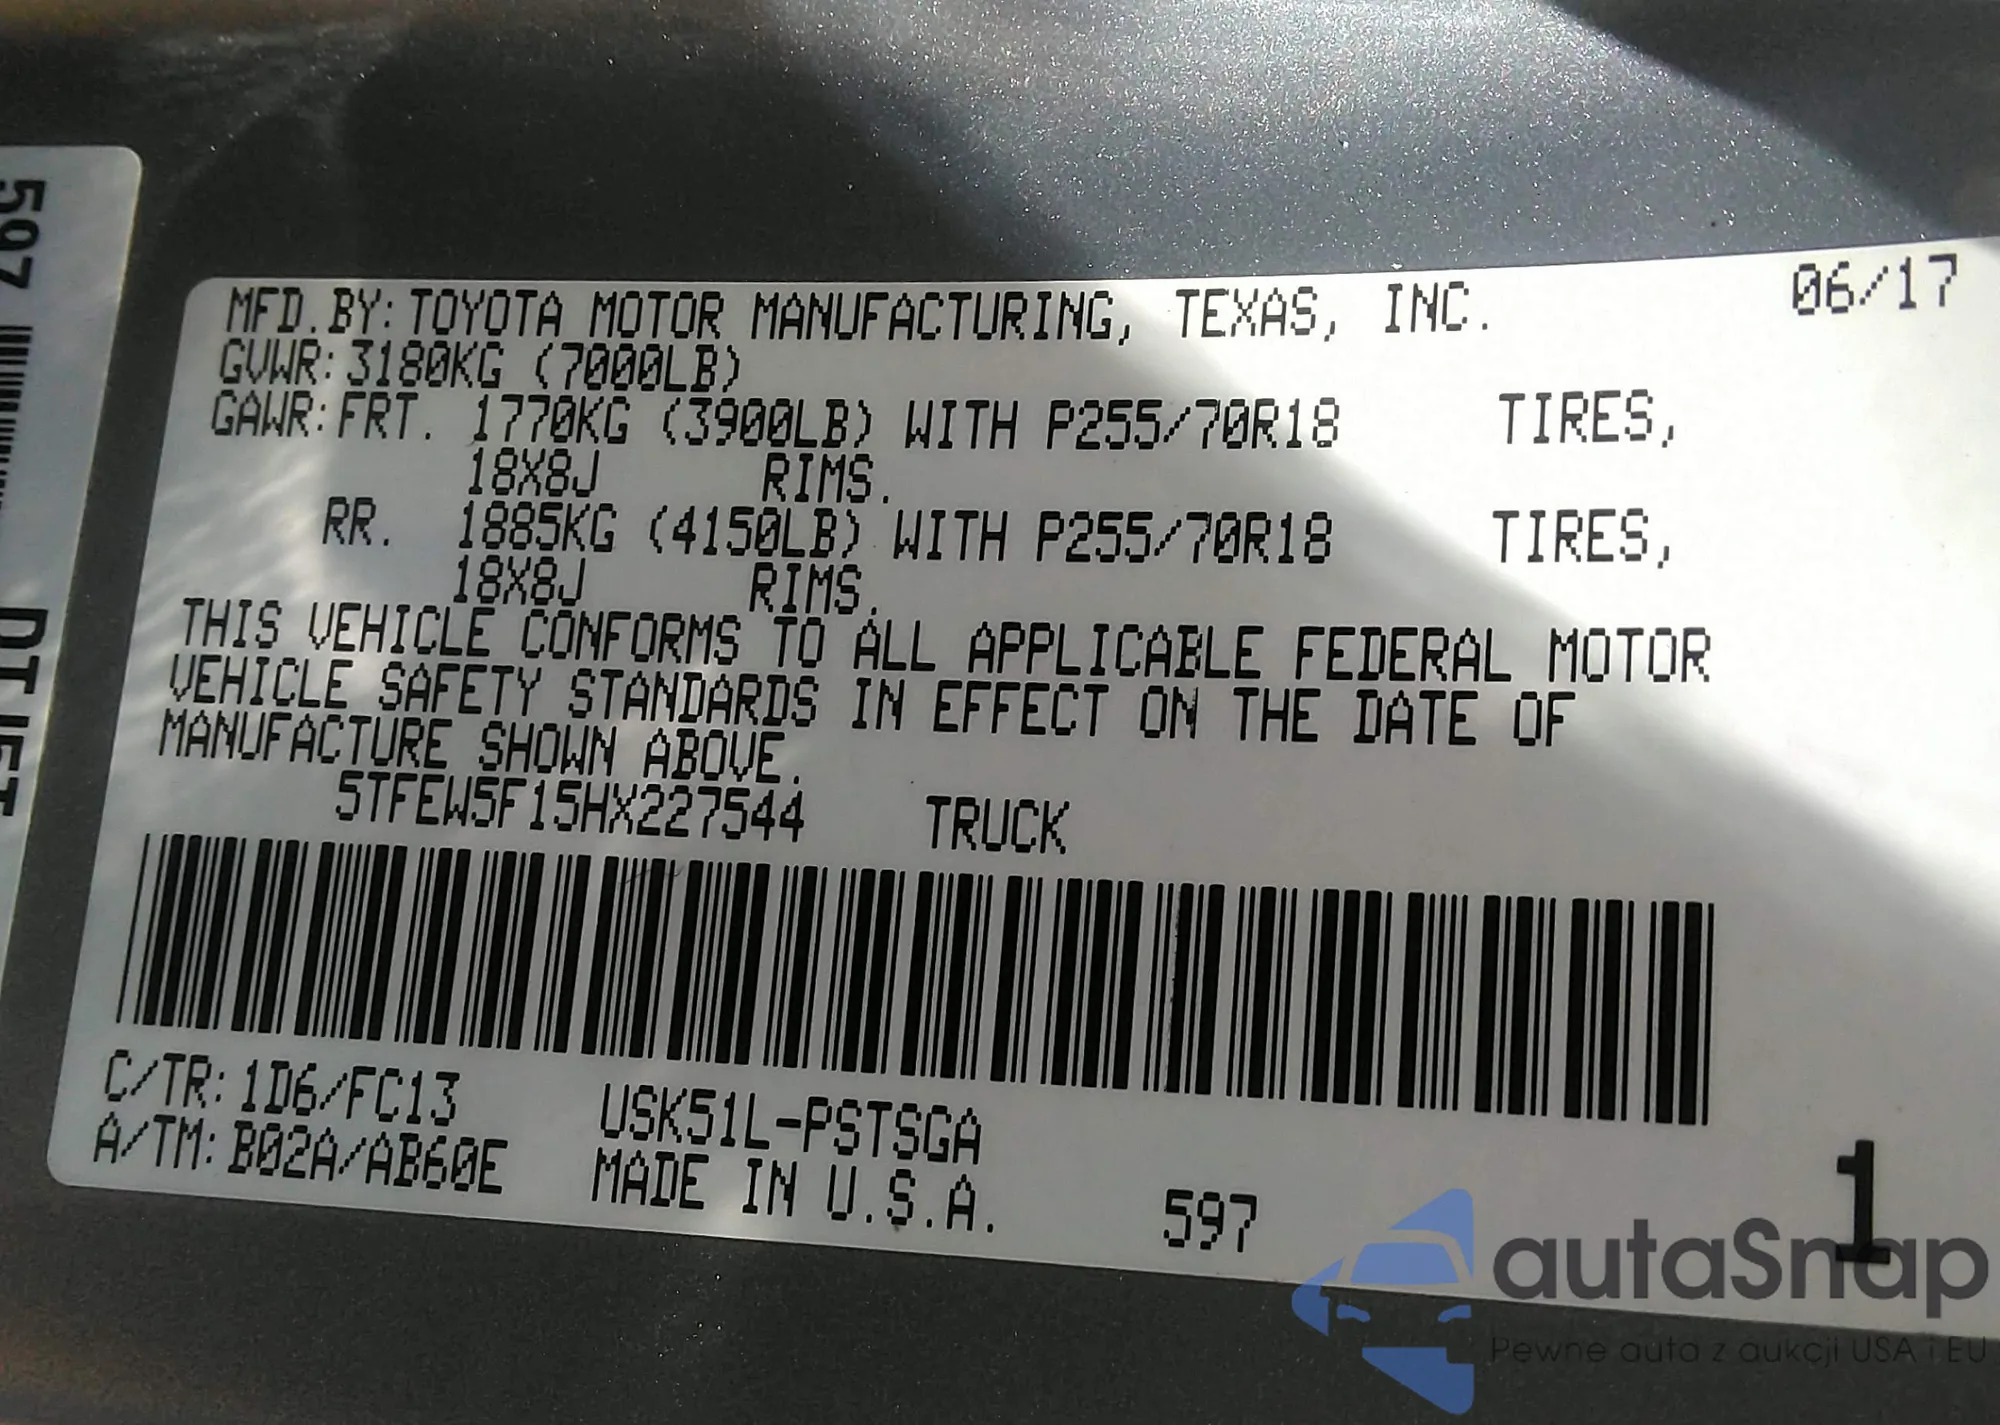 597
MFD.BY:TOYOTA MOTOR MANUFACTURING, TEXAS, INC. 06/17
GVWR:3180KG (7000LB)
GAWR:FRT. 1770KG (3900LB) WITH P255/70R18 TIRES,
18X8J RIMS.
RR. 1885KG (4150LB) WITH P255/70R18 TIRES,
18X8J RIMS.
THIS VEHICLE CONFORMS TO ALL APPLICABLE FEDERAL MOTOR
VEHICLE SAFETY STANDARDS IN EFFECT ON THE DATE OF
MANUFACTURE SHOWN ABOVE.
5TFEW5F15HX227544 TRUCK
C/TR:1D6/FC13 USK51L-PSTSGA
A/TM:B02A/AB60E MADE IN U.S.A. 597
1
autaSnap
Pewne auta z aukcji USA i EU